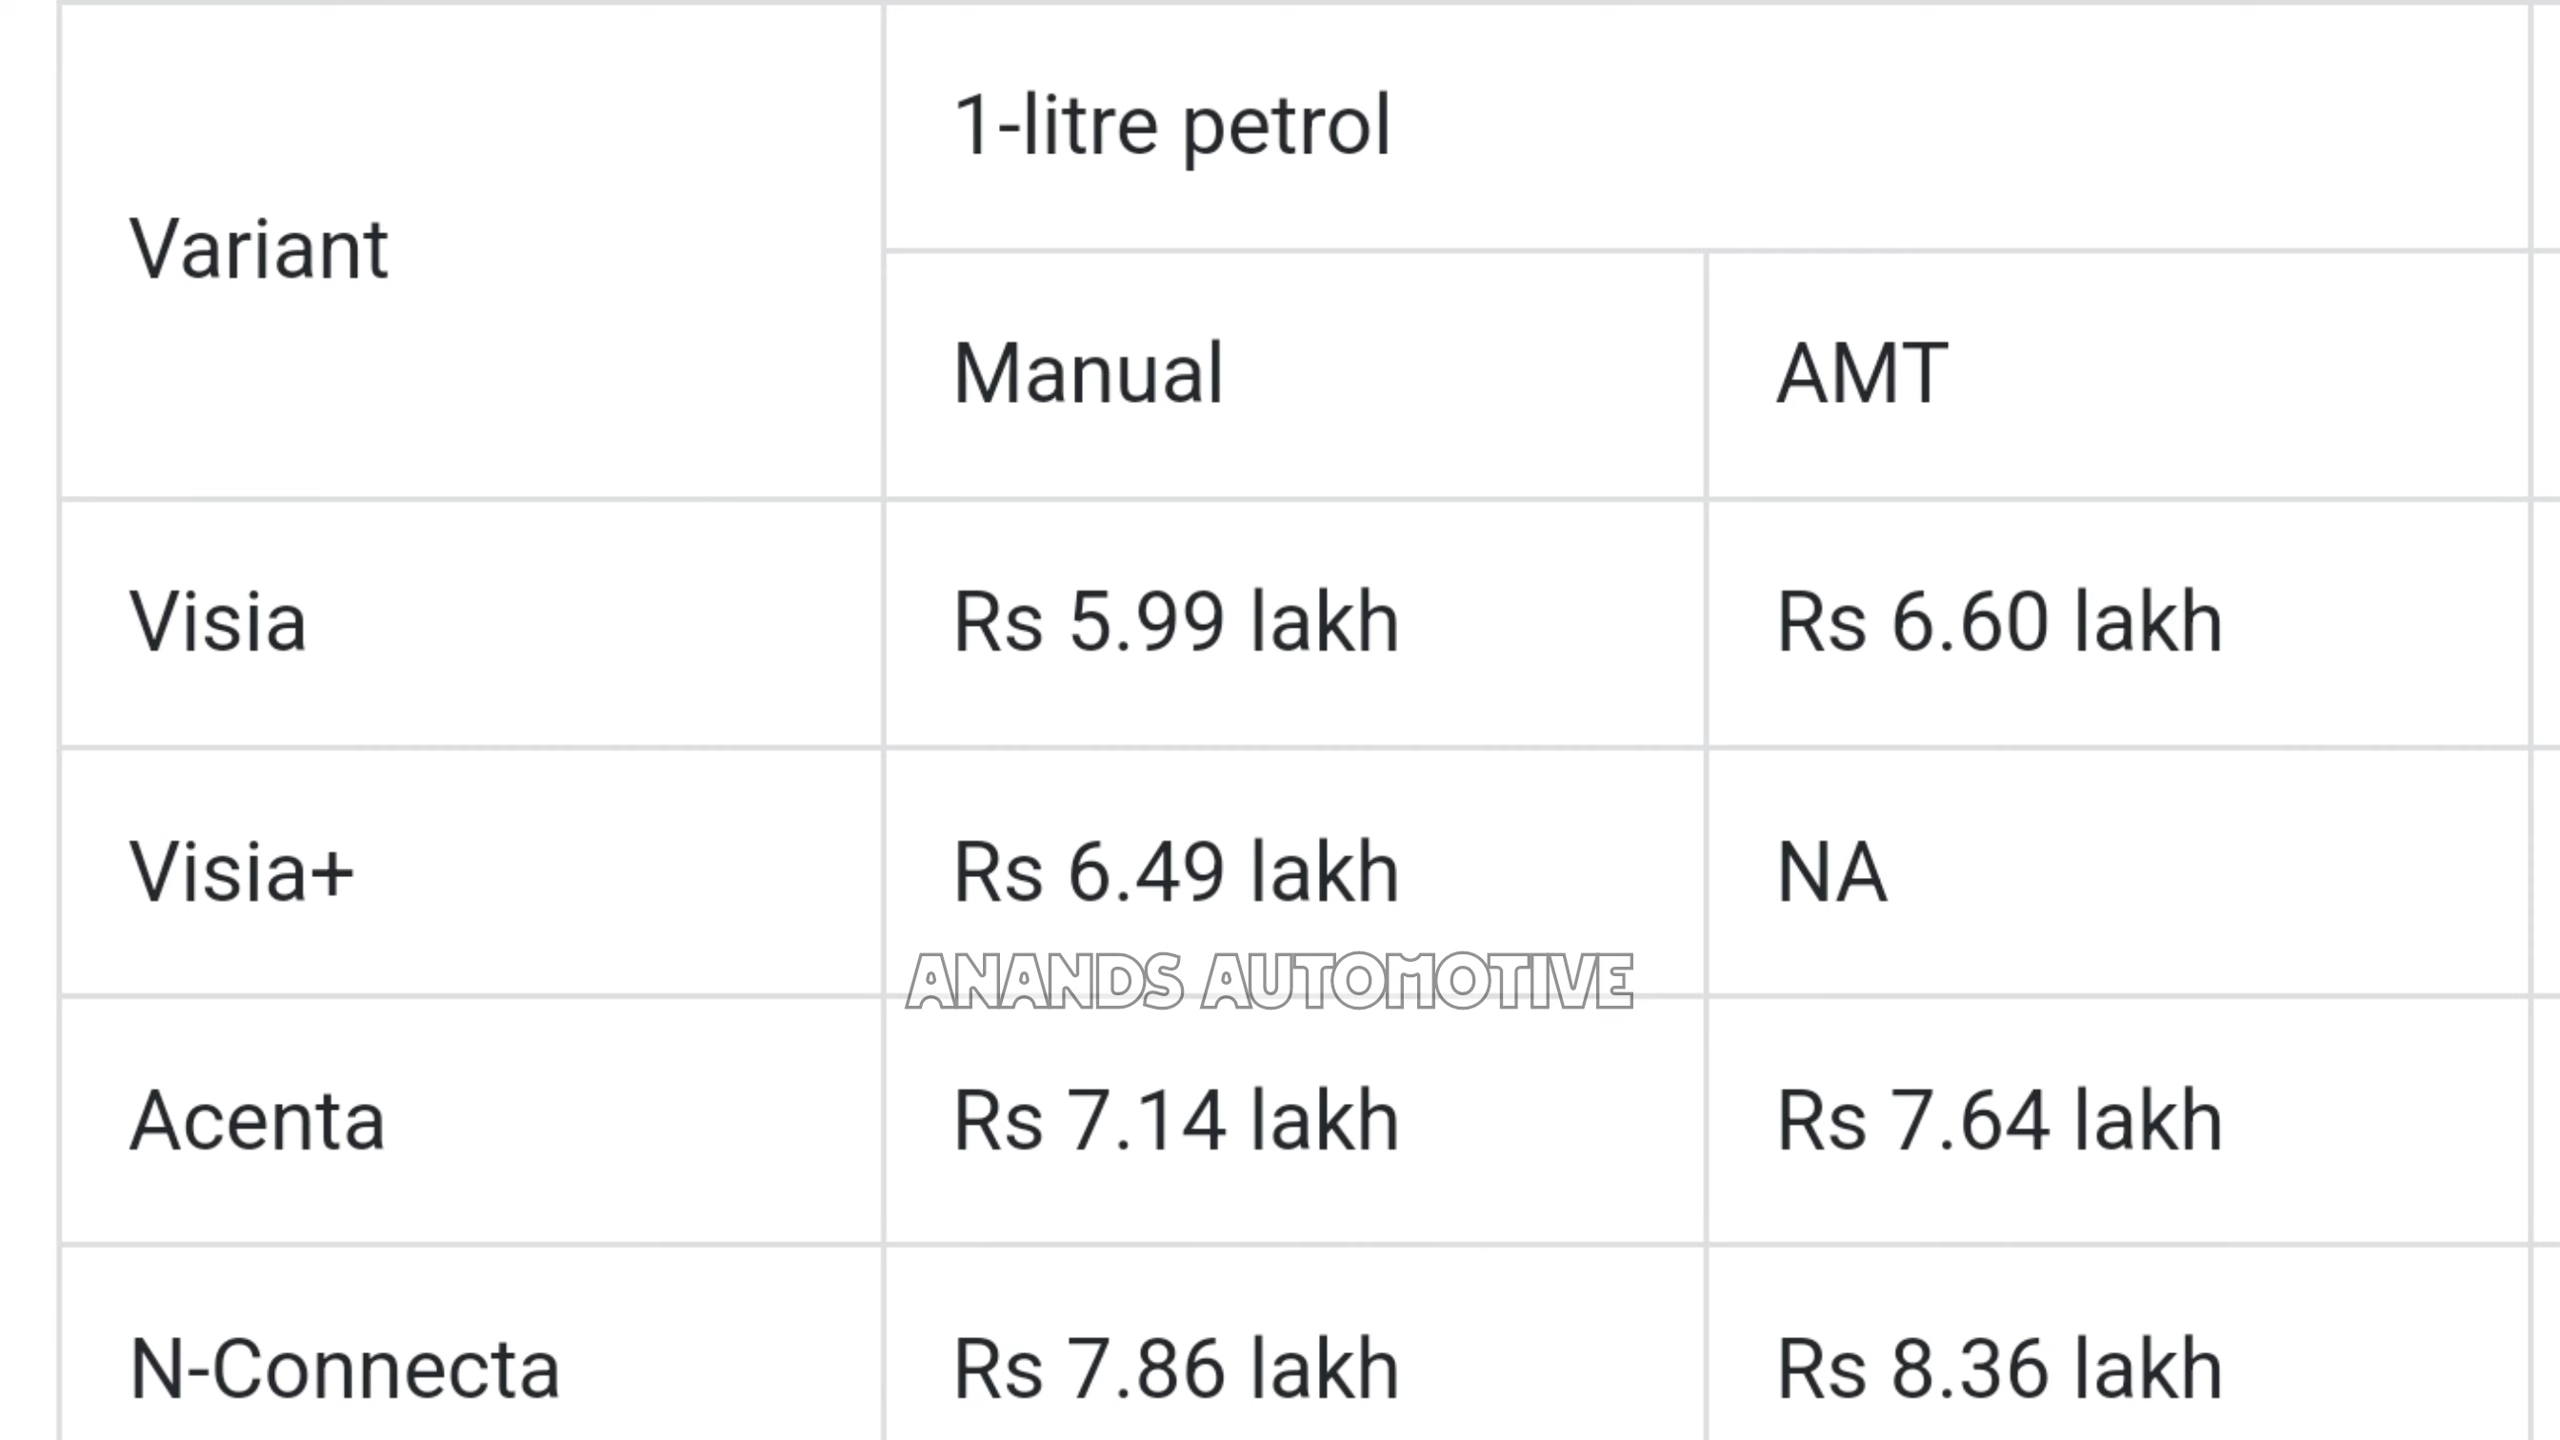 Variant
1-litre petrol
Manual AMT
Visia Rs 5.99 lakh Rs 6.60 lakh
Visia+ Rs 6.49 lakh NA
ANANDS AUTOMOTIVE
Acenta Rs 7.14 lakh Rs 7.64 lakh
N-Connecta Rs 7.86 lakh Rs 8.36 lakh